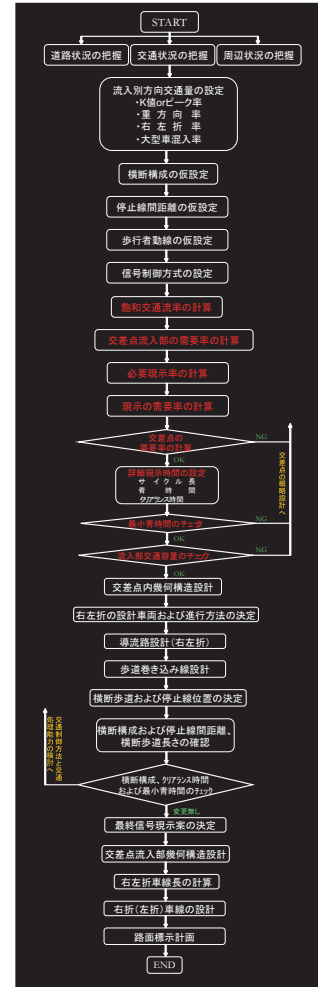 START
道路状況の把握
交通状況の把握
周辺状況の把握
流入別方向交通量の設定
・K値orピーク率
・重方向率
・右左折率
・大型車混入率
横断構成の仮設定
停止線間距離の仮設定
歩行者動線の仮設定
信号制御方式の設定
飽和交通流率の計算
交差点流入部の需要率の計算
必要現示率の計算
現示の需要率の計算
交差点の
需要率の計算
NG
OK
交差点の概略設計へ
詳細現示時間の設定
サイクル長
青時間
クリアランス時間
最小青時間のチェック
NG
OK
流入部交通容量のチェック
NG
OK
交差点内幾何構造設計
右左折の設計車両および進行方法の決定
導流路設計(右左折)
歩道巻き込み線設計
横断歩道および停止線位置の決定
横断構成および停止線間距離、
横断歩道長さの確認
交通制御方法と交通
処理能力の検討へ
横断構成、クリアランス時間
および最小青時間のチェック
変更無し
最終信号現示案の決定
交差点流入部幾何構造設計
右左折車線長の計算
右折(左折)車線の設計
路面標示計画
END